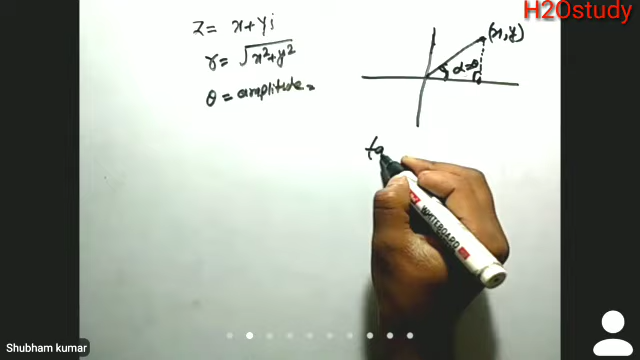 H2Ostudy
z = x + yi
r = √x²+y²
θ = amplitude =
(x, y)
α=θ
ta
WHITEBOARD
Shubham kumar